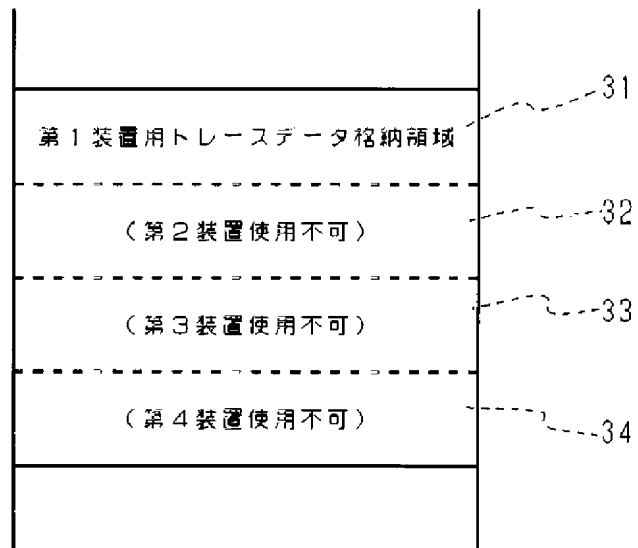 31
第1装置用トレースデータ格納領域
32
(第2装置使用不可)
33
(第3装置使用不可)
34
(第4装置使用不可)